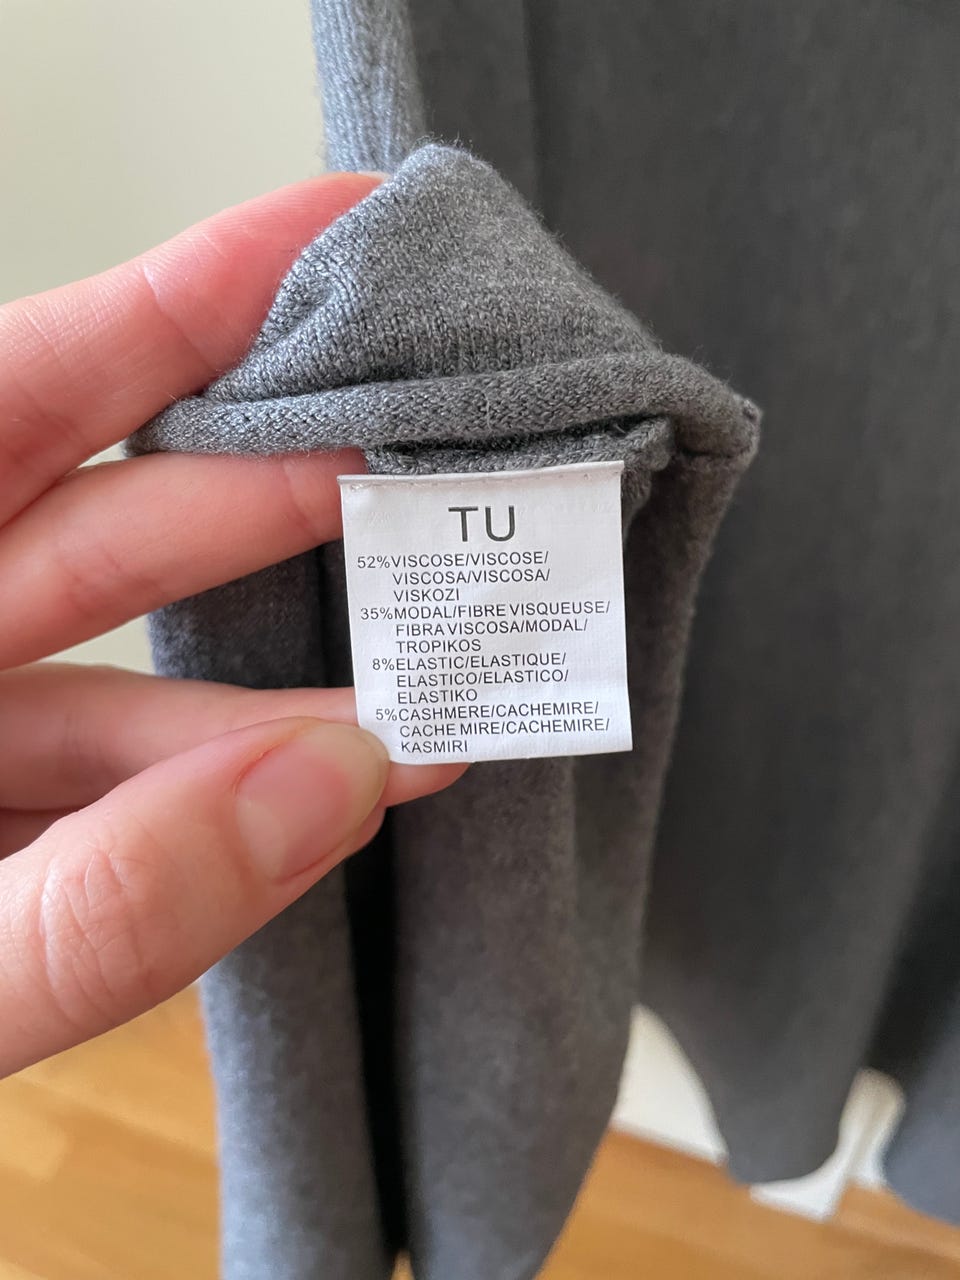 TU
52%VISCOSE/VISCOSE/
VISCOSA/VISCOSA/
VISKOZI
35%MODAL/FIBRE VISQUEUSE/
FIBRA VISCOSA/MODAL/
TROPIKOS
8%ELASTIC/ELASTIQUE/
ELASTICO/ELASTICO/
ELASTIKO
5%CASHMERE/CACHEMIRE/
CACHE MIRE/CACHEMIRE/
KASMIRI